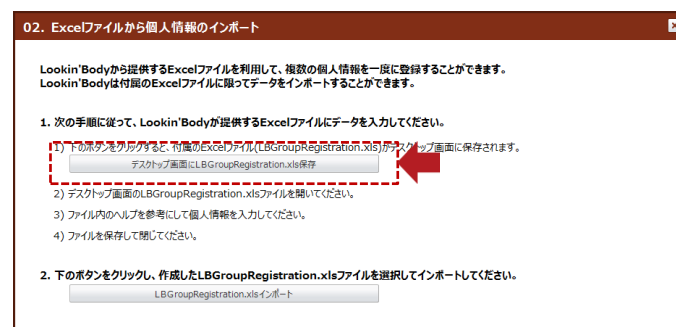 02. Excelファイルから個人情報のインポート
Lookin'Bodyから提供するExcelファイルを利用して、複数の個人情報を一度に登録することができます。
Lookin'Bodyは付属のExcelファイルに限ってデータをインポートすることができます。
1. 次の手順に従って、Lookin'Bodyが提供するExcelファイルにデータを入力してください。
1) 下のボタンをクリックすると、付属のExcelファイル(LBGroupRegistration.xls)がデスクトップ画面に保存されます。
デスクトップ画面にLBGroupRegistration.xls保存
2) デスクトップ画面のLBGroupRegistration.xlsファイルを開いてください。
3) ファイル内のヘルプを参考にして個人情報を入力してください。
4) ファイルを保存して閉じてください。
2. 下のボタンをクリックし、作成したLBGroupRegistration.xlsファイルを選択してインポートしてください。
LBGroupRegistration.xlsインポート